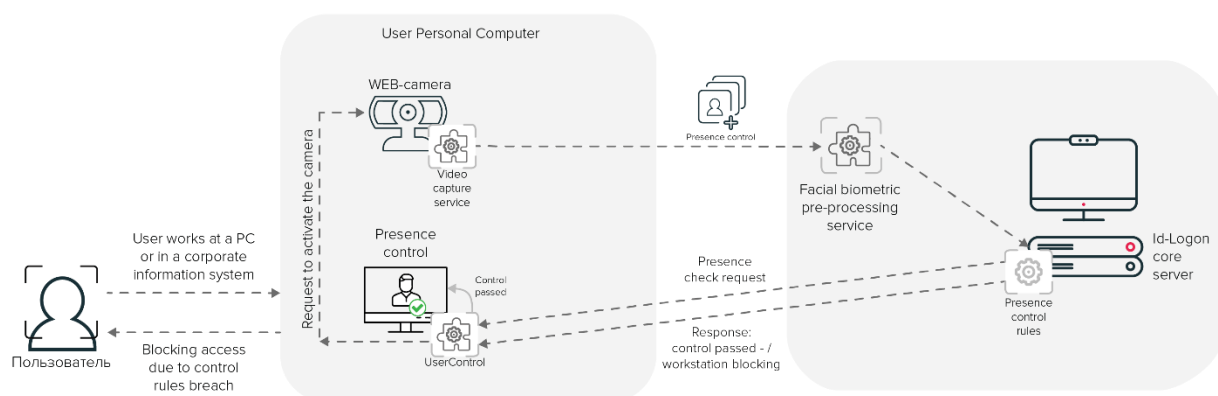 User Personal Computer
WEB-camera
Video
capture
service
Request to activate the camera
Presence
control
Control
passed
UserControl
User works at a PC
or in a corporate
information system
Пользователь
Blocking access
due to control
rules breach
Presence control
Facial biometric
pre-processing
service
Id-Logon
core
server
Presence
control
rules
Presence
check request
Response:
control passed - /
workstation blocking